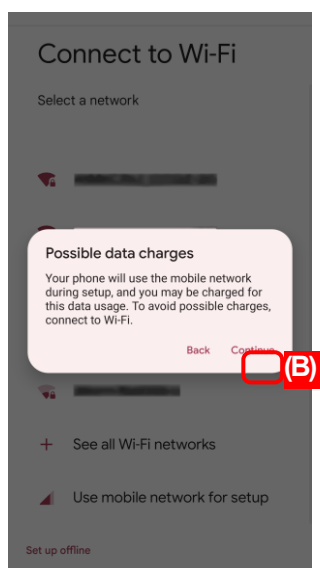 Connect to Wi-Fi
Select a network
Possible data charges
Your phone will use the mobile network
during setup, and you may be charged for
this data usage. To avoid possible charges,
connect to Wi-Fi.
Back Continue
(B)
+ See all Wi-Fi networks
Use mobile network for setup
Set up offline